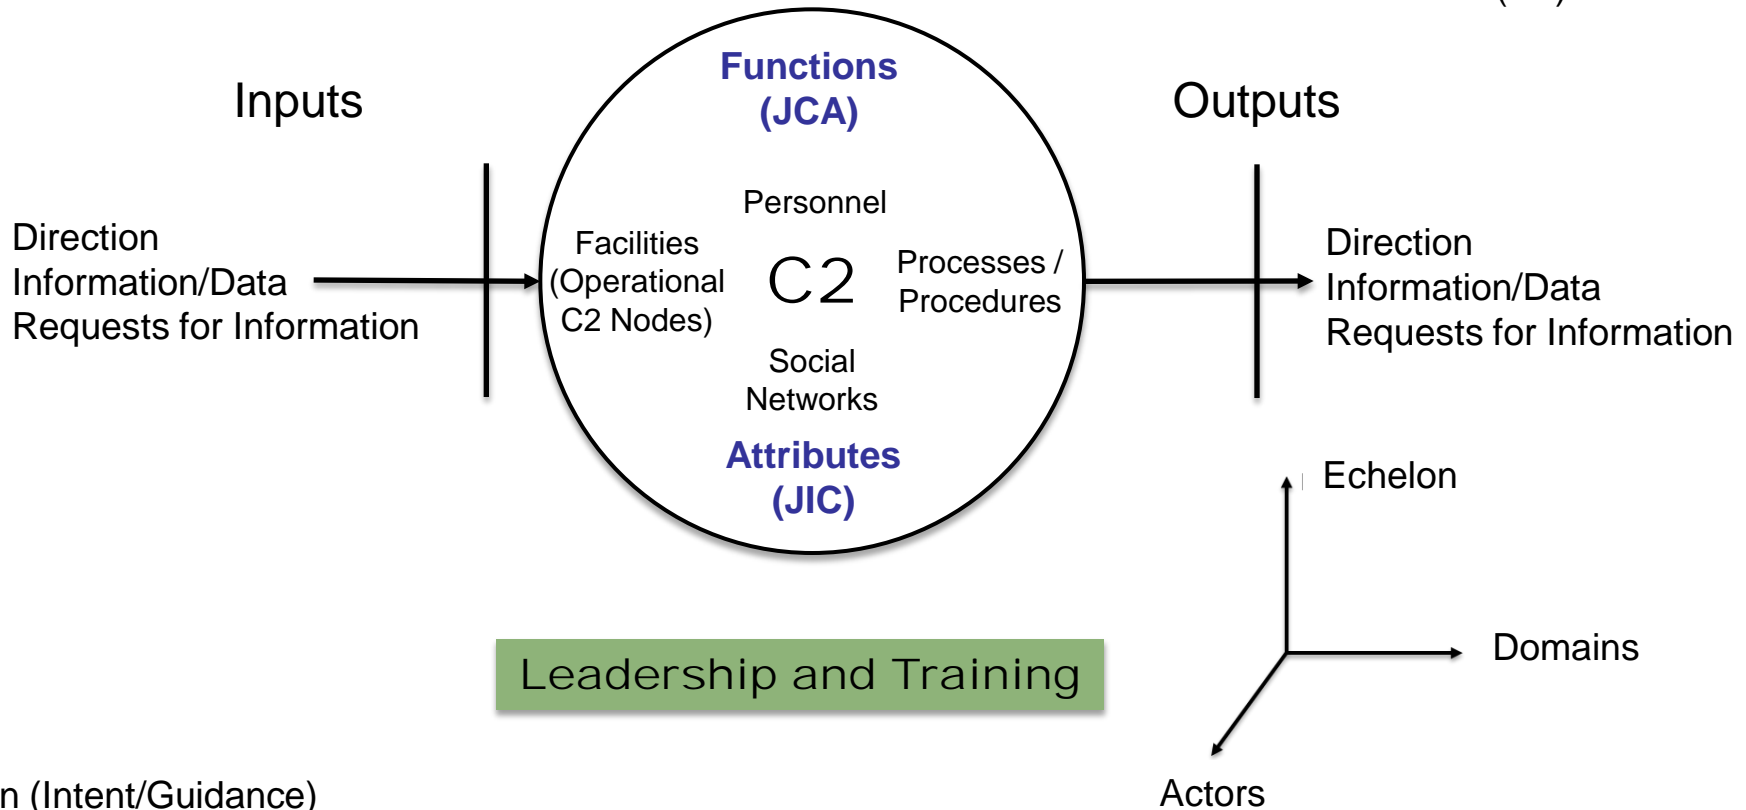 Inputs
Direction
Information/Data
Requests for Information
Functions
(JCA)
Personnel
Facilities
(Operational
C2 Nodes)
C2
Processes /
Procedures
Social
Networks
Attributes
(JIC)
Outputs
Direction
Information/Data
Requests for Information
Echelon
Domains
Actors
Leadership and Training
(Intent/Guidance)